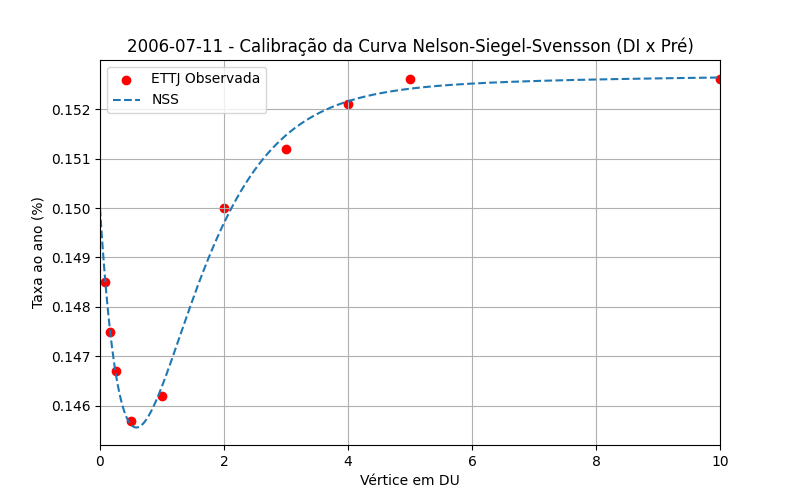 2006-07-11 - Calibração da Curva Nelson-Siegel-Svensson (DI x Pré)
ETTJ Observada
NSS
Taxa ao ano (%)
0.152
0.151
0.150
0.149
0.148
0.147
0.146
0 2 4 6 8 10
Vértice em DU